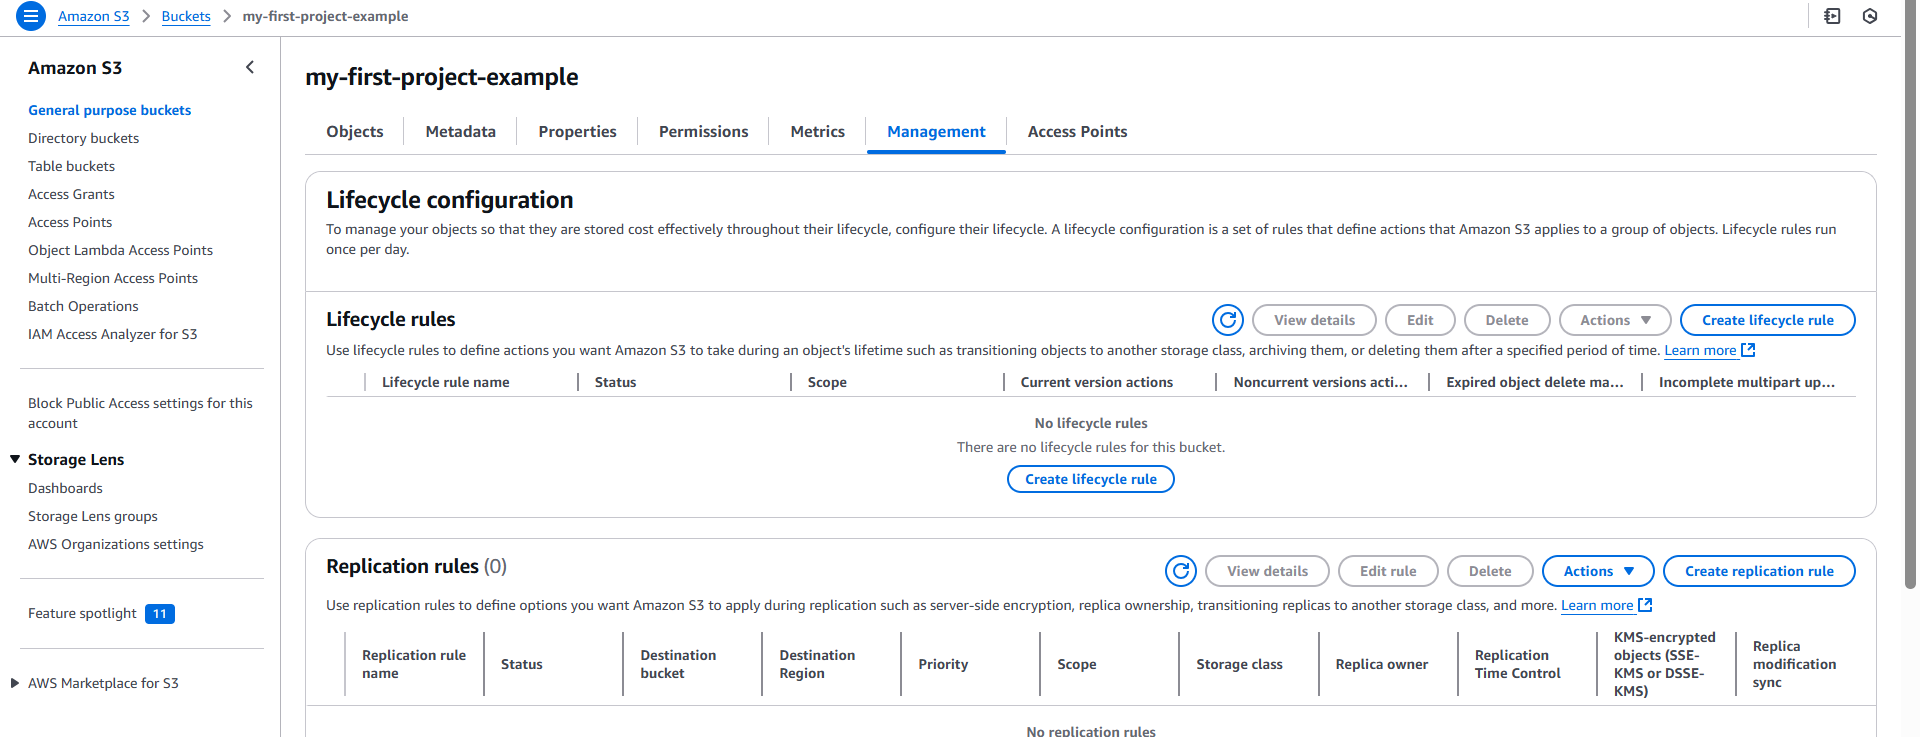 Amazon S3 > Buckets > my-first-project-example
Amazon S3
General purpose buckets
Directory buckets
Table buckets
Access Grants
Access Points
Object Lambda Access Points
Multi-Region Access Points
Batch Operations
IAM Access Analyzer for S3
Block Public Access settings for this
account
Storage Lens
Dashboards
Storage Lens groups
AWS Organizations settings
Feature spotlight 11
AWS Marketplace for S3
my-first-project-example
Objects Metadata Properties Permissions Metrics Management Access Points
Lifecycle configuration
To manage your objects so that they are stored cost effectively throughout their lifecycle, configure their lifecycle. A lifecycle configuration is a set of rules that define actions that Amazon S3 applies to a group of objects. Lifecycle rules run
once per day.
Lifecycle rules View details Edit Delete Actions Create lifecycle rule
Use lifecycle rules to define actions you want Amazon S3 to take during an object's lifetime such as transitioning objects to another storage class, archiving them, or deleting them after a specified period of time. Learn more
Lifecycle rule name Status Scope Current version actions Noncurrent versions acti... Expired object delete ma... Incomplete multipart up...
No lifecycle rules
There are no lifecycle rules for this bucket.
Create lifecycle rule
Replication rules (0) View details Edit rule Delete Actions Create replication rule
Use replication rules to define options you want Amazon S3 to apply during replication such as server-side encryption, replica ownership, transitioning replicas to another storage class, and more. Learn more
Replication rule
name
Status
Destination
bucket
Destination
Region
Priority
Scope
Storage class
Replica owner
Replication
Time Control
KMS-encrypted
objects (SSE-
KMS or DSSE-
KMS)
Replica
modification
sync
No replication rules